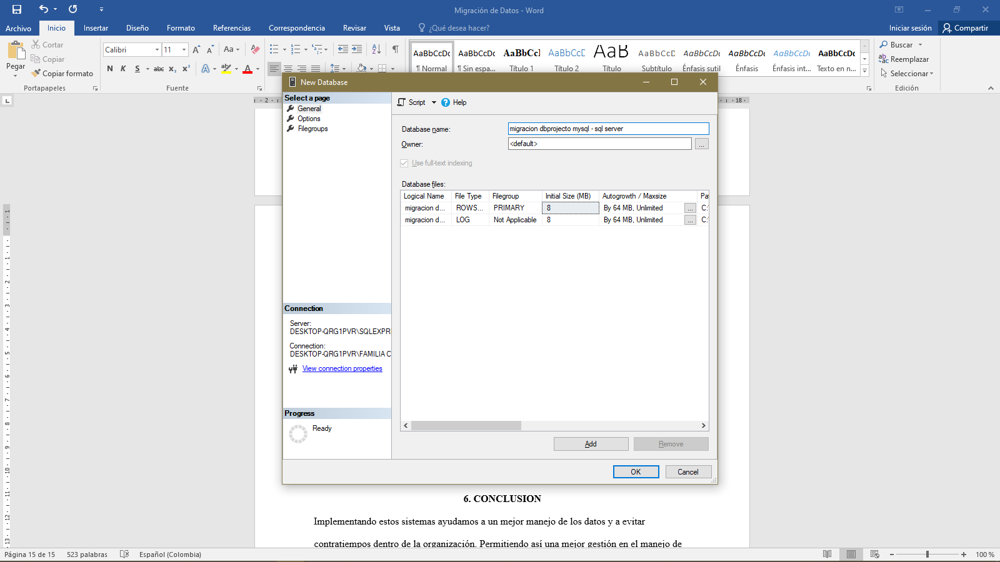 Migración de Datos - Word
Archivo Inicio Insertar Diseño Formato Referencias Correspondencia Revisar Vista ¿Qué desea hacer? Iniciar sesión Compartir
Pegar
Cortar
Copiar
Copiar formato
Portapapeles
Calibri 11
Aa
N K S abc x₂ x² A aby A
Fuente
AaBbCcDc AaBbCcDc AaBbC AaBbCcD AaB AaBbCcD AaBbCcDc AaBbCcDc AaBbCcDc AaBbCcDc
¶ Normal ¶ Sin espa... Título 1 Título 2 Título Subtítulo Énfasis sutil Énfasis Énfasis int... Texto en n...
Buscar
Reemplazar
Seleccionar
Edición
New Database
Select a page
General
Options
Filegroups
Script Help
Database name: migracion dbprojecto mysql - sql server
Owner: <default> ...
Use full-text indexing
Database files:
Logical Name File Type Filegroup Initial Size (MB) Autogrowth / Maxsize
migracion d... ROWS... PRIMARY 8 By 64 MB, Unlimited ... C:
migracion d... LOG Not Applicable 8 By 64 MB, Unlimited ... C:
Connection
Server:
DESKTOP-QRG1PVR\SQLEXPR
Connection:
DESKTOP-QRG1PVR\FAMILIA C
View connection properties
Progress
Ready
Add Remove
OK Cancel
6. CONCLUSION
Implementando estos sistemas ayudamos a un mejor manejo de los datos y a evitar
contratiempos dentro de la organización. Permitiendo así una mejor gestión en el manejo de
Página 15 de 15 523 palabras Español (Colombia) 100 %